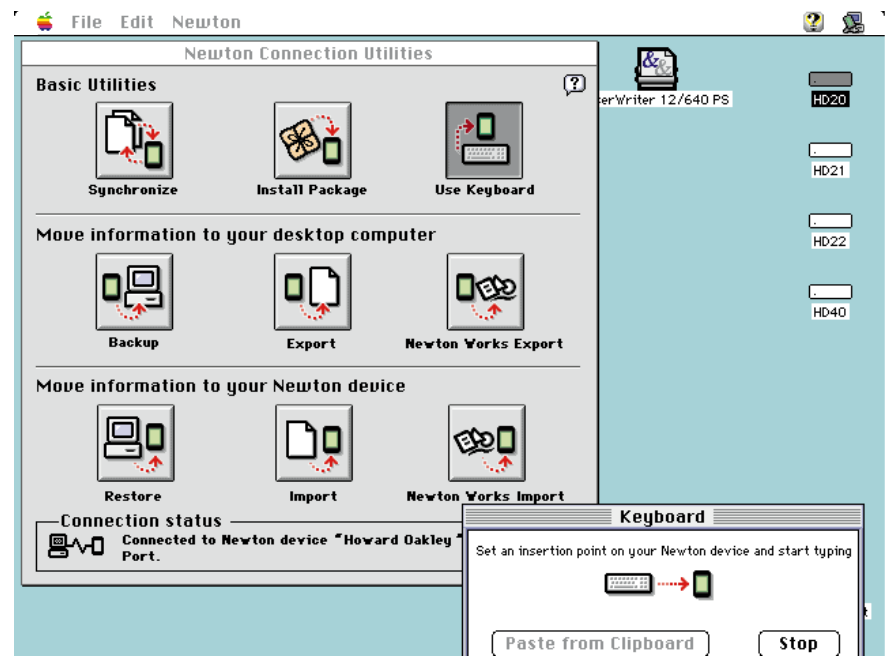 File Edit Newton
Newton Connection Utilities
Basic Utilities
Synchronize Install Package Use Keyboard
Move information to your desktop computer
Backup Export Newton Works Export
Move information to your Newton device
Restore Import Newton Works Import
Connection status
Connected to Newton device "Howard Oakley "
Port.
12/640 PS
HD20
HD21
HD22
HD40
Keyboard
Set an insertion point on your Newton device and start typing
Paste from Clipboard Stop